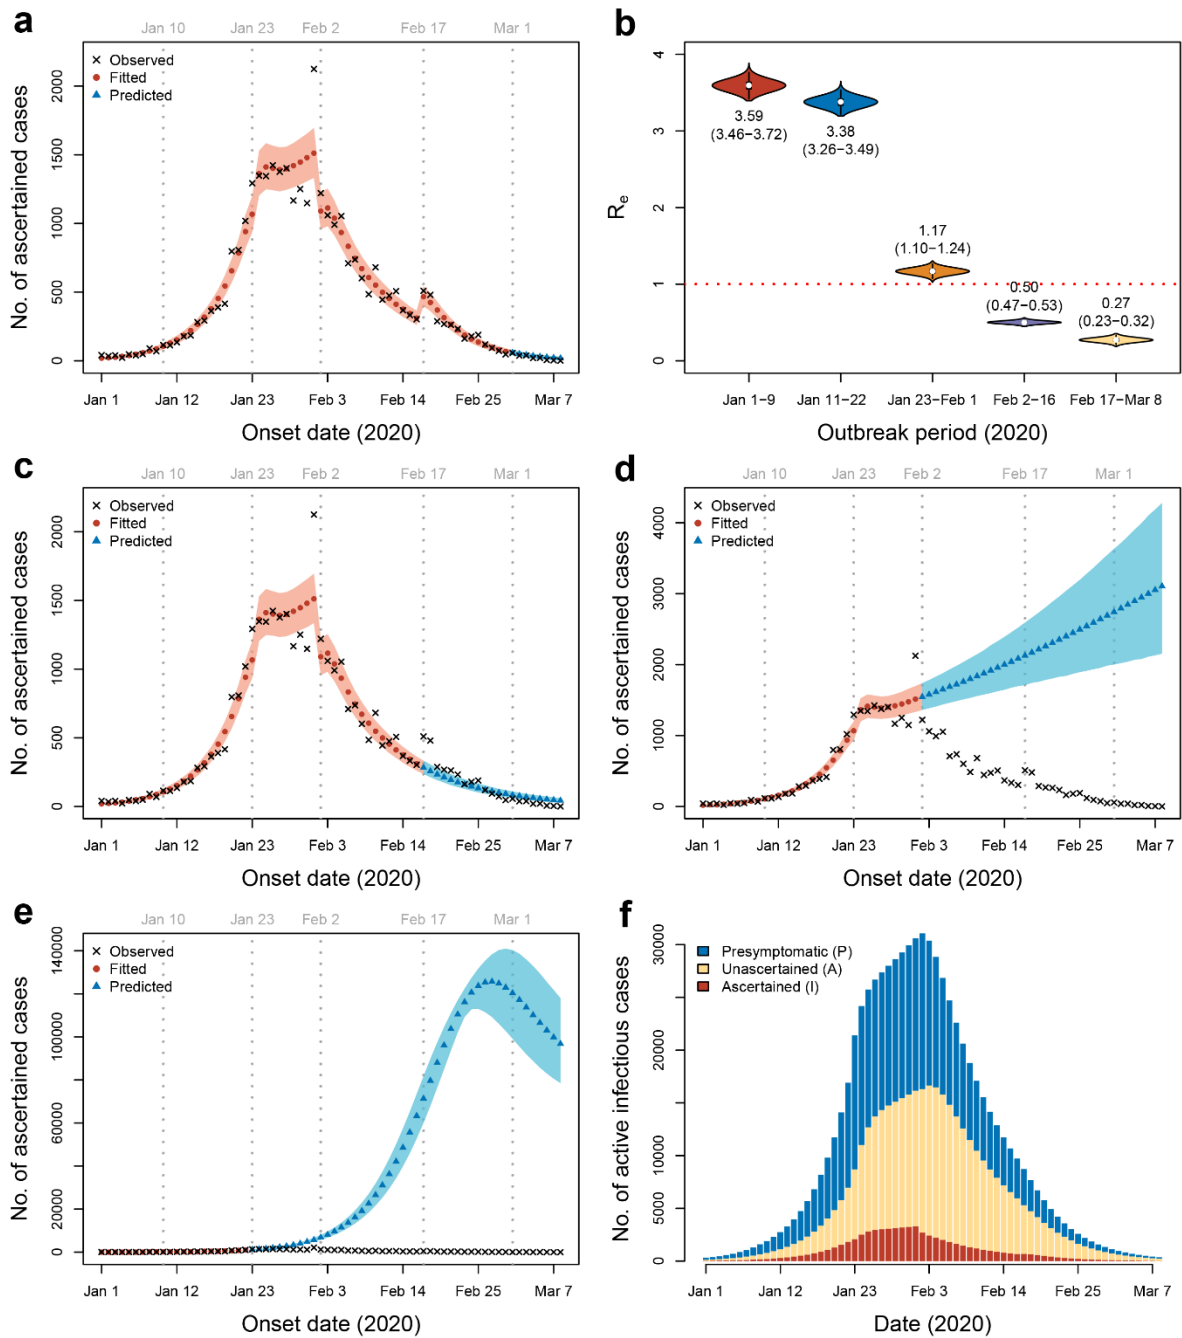 a
Jan 10 Jan 23 Feb 2 Feb 17 Mar 1
× Observed
Fitted
Predicted
No. of ascertained cases
2000
1500
1000
500
0
Jan 1 Jan 12 Jan 23 Feb 3 Feb 14 Feb 25 Mar 7
Onset date (2020)
b
4
3
2
1
0
Re
3.59
(3.46−3.72)
3.38
(3.26−3.49)
1.17
(1.10−1.24)
0.50
(0.47−0.53)
0.27
(0.23−0.32)
Jan 1−9 Jan 11−22 Jan 23−Feb 1 Feb 2−16 Feb 17−Mar 8
Outbreak period (2020)
c
Jan 10 Jan 23 Feb 2 Feb 17 Mar 1
× Observed
Fitted
Predicted
No. of ascertained cases
2000
1500
1000
500
0
Jan 1 Jan 12 Jan 23 Feb 3 Feb 14 Feb 25 Mar 7
Onset date (2020)
d
Jan 10 Jan 23 Feb 2 Feb 17 Mar 1
× Observed
Fitted
Predicted
No. of ascertained cases
4000
3000
2000
1000
0
Jan 1 Jan 12 Jan 23 Feb 3 Feb 14 Feb 25 Mar 7
Onset date (2020)
e
Jan 10 Jan 23 Feb 2 Feb 17 Mar 1
× Observed
Fitted
Predicted
No. of ascertained cases
140000
100000
60000
20000
0
Jan 1 Jan 12 Jan 23 Feb 3 Feb 14 Feb 25 Mar 7
Onset date (2020)
f
Presymptomatic (P)
Unascertained (A)
Ascertained (I)
No. of active infectious cases
30000
20000
10000
5000
0
Jan 1 Jan 12 Jan 23 Feb 3 Feb 14 Feb 25 Mar 7
Date (2020)